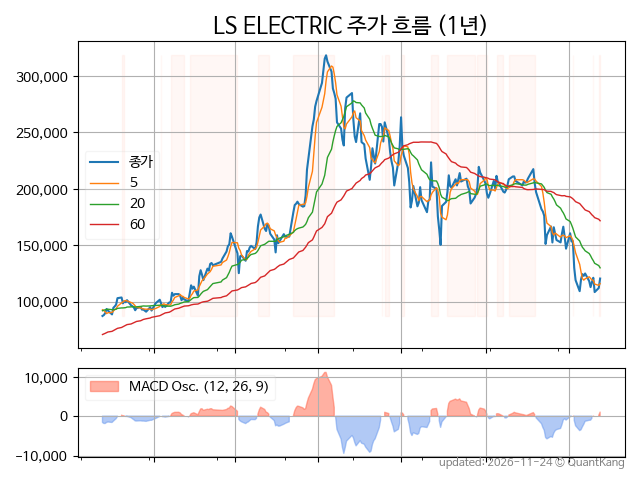 LS ELECTRIC 주가 흐름 (1년)
300,000
250,000
200,000
150,000
100,000
종가
5
20
60
10,000
0
−10,000
MACD Osc. (12, 26, 9)
updated: 2026-11-24 © QuantKang